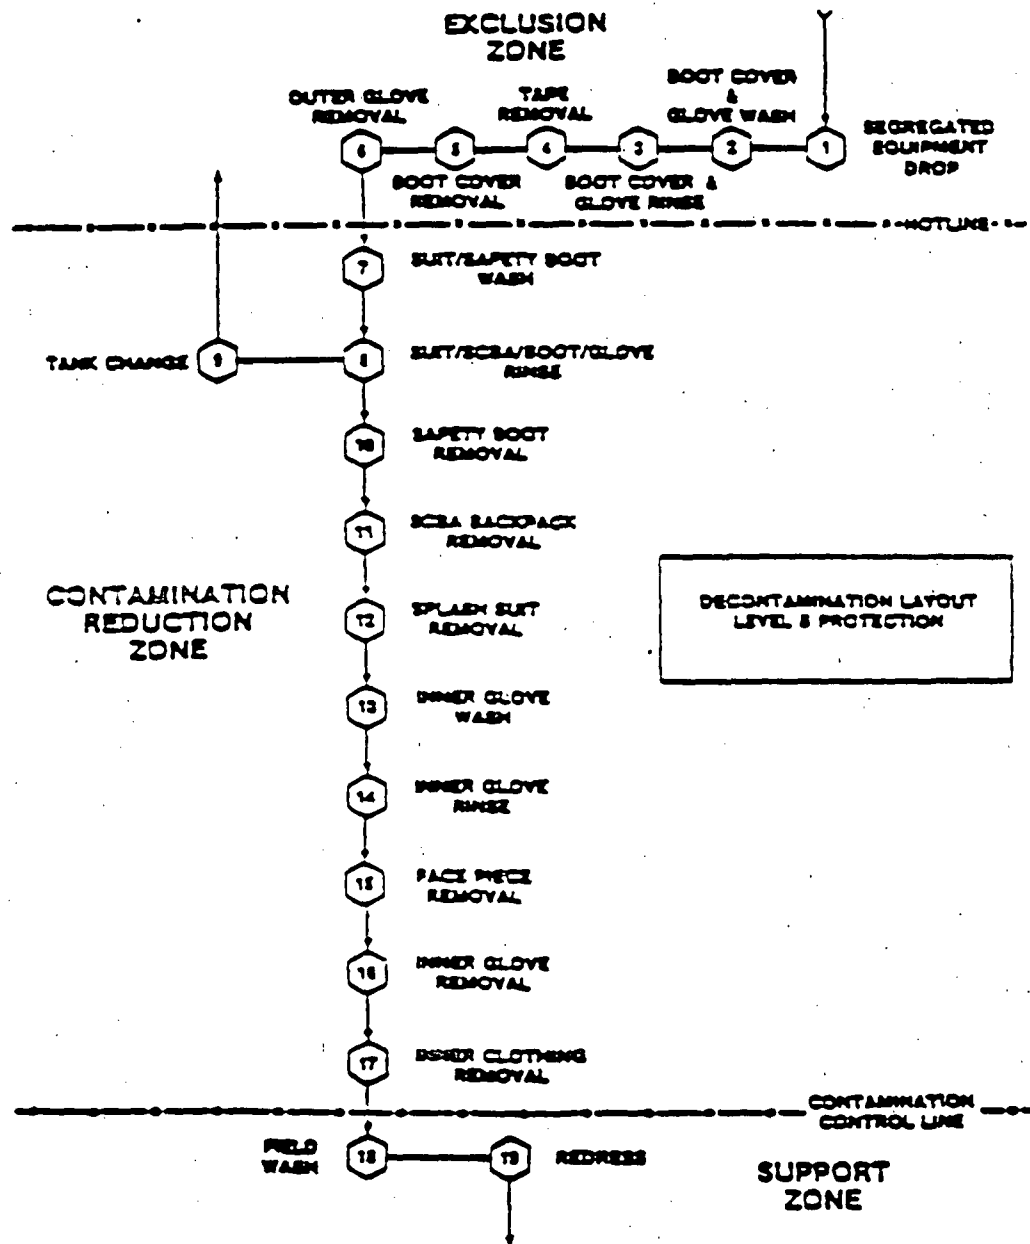 EXCLUSION
ZONE
OUTER GLOVE
REMOVAL
TAPE
REMOVAL
BOOT COVER
&
GLOVE WASH
SEGREGATED
EQUIPMENT
DROP
6
5
4
3
2
1
BOOT COVER
REMOVAL
BOOT COVER &
GLOVE RINSE
HOTLINE
7
SUIT/SAFETY BOOT
WASH
TANK CHANGE
9
8
SUIT/SCBA/BOOT/GLOVE
RINSE
10
SAFETY BOOT
REMOVAL
11
SCBA BACKPACK
REMOVAL
CONTAMINATION
REDUCTION
ZONE
12
SPLASH SUIT
REMOVAL
DECONTAMINATION LAYOUT
LEVEL B PROTECTION
13
INNER GLOVE
WASH
14
INNER GLOVE
RINSE
15
FACE PIECE
REMOVAL
16
INNER GLOVE
REMOVAL
17
INNER CLOTHING
REMOVAL
CONTAMINATION
CONTROL LINE
FIELD
WASH
18
19
REDRESS
SUPPORT
ZONE